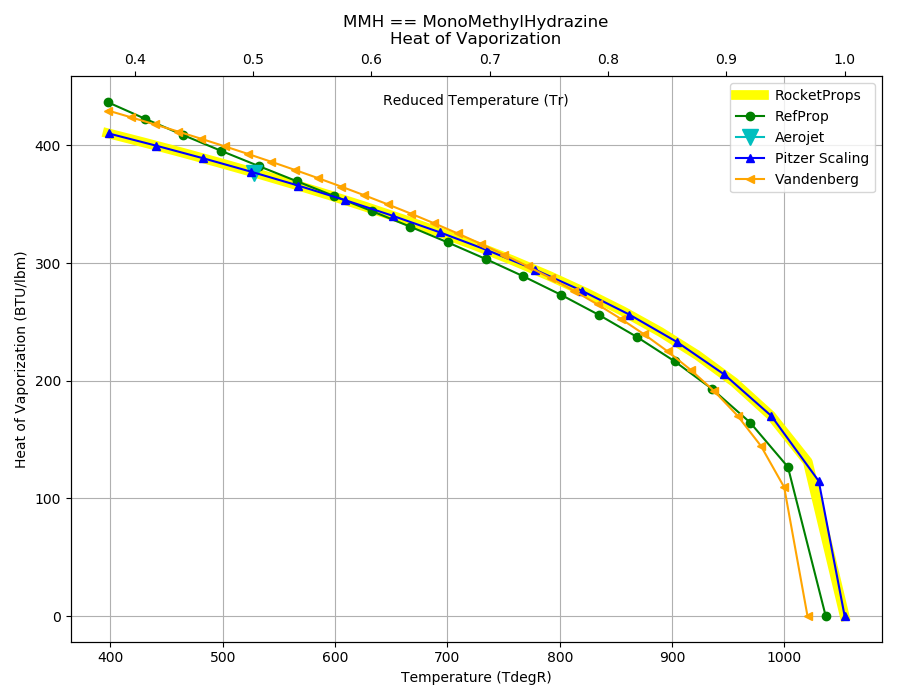 MMH == MonoMethylHydrazine
Heat of Vaporization
0.4 0.5 0.6 0.7 0.8 0.9 1.0
Reduced Temperature (Tr)
RocketProps
RefProp
Aerojet
Pitzer Scaling
Vandenberg
Heat of Vaporization (BTU/lbm)
400
300
200
100
0
400 500 600 700 800 900 1000
Temperature (TdegR)